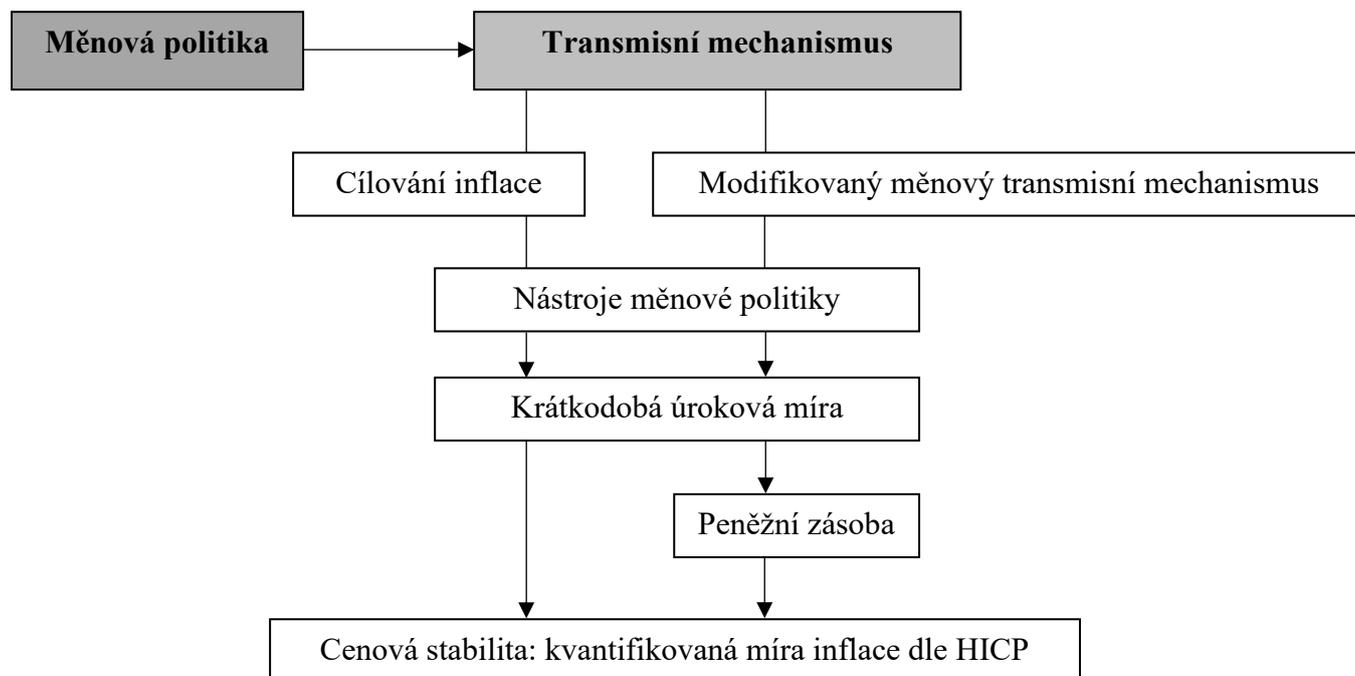 Měnová politika
Transmisní mechanismus
Cílování inflace
Modifikovaný měnový transmisní mechanismus
Nástroje měnové politiky
Krátkodobá úroková míra
Peněžní zásoba
Cenová stabilita: kvantifikovaná míra inflace dle HICP